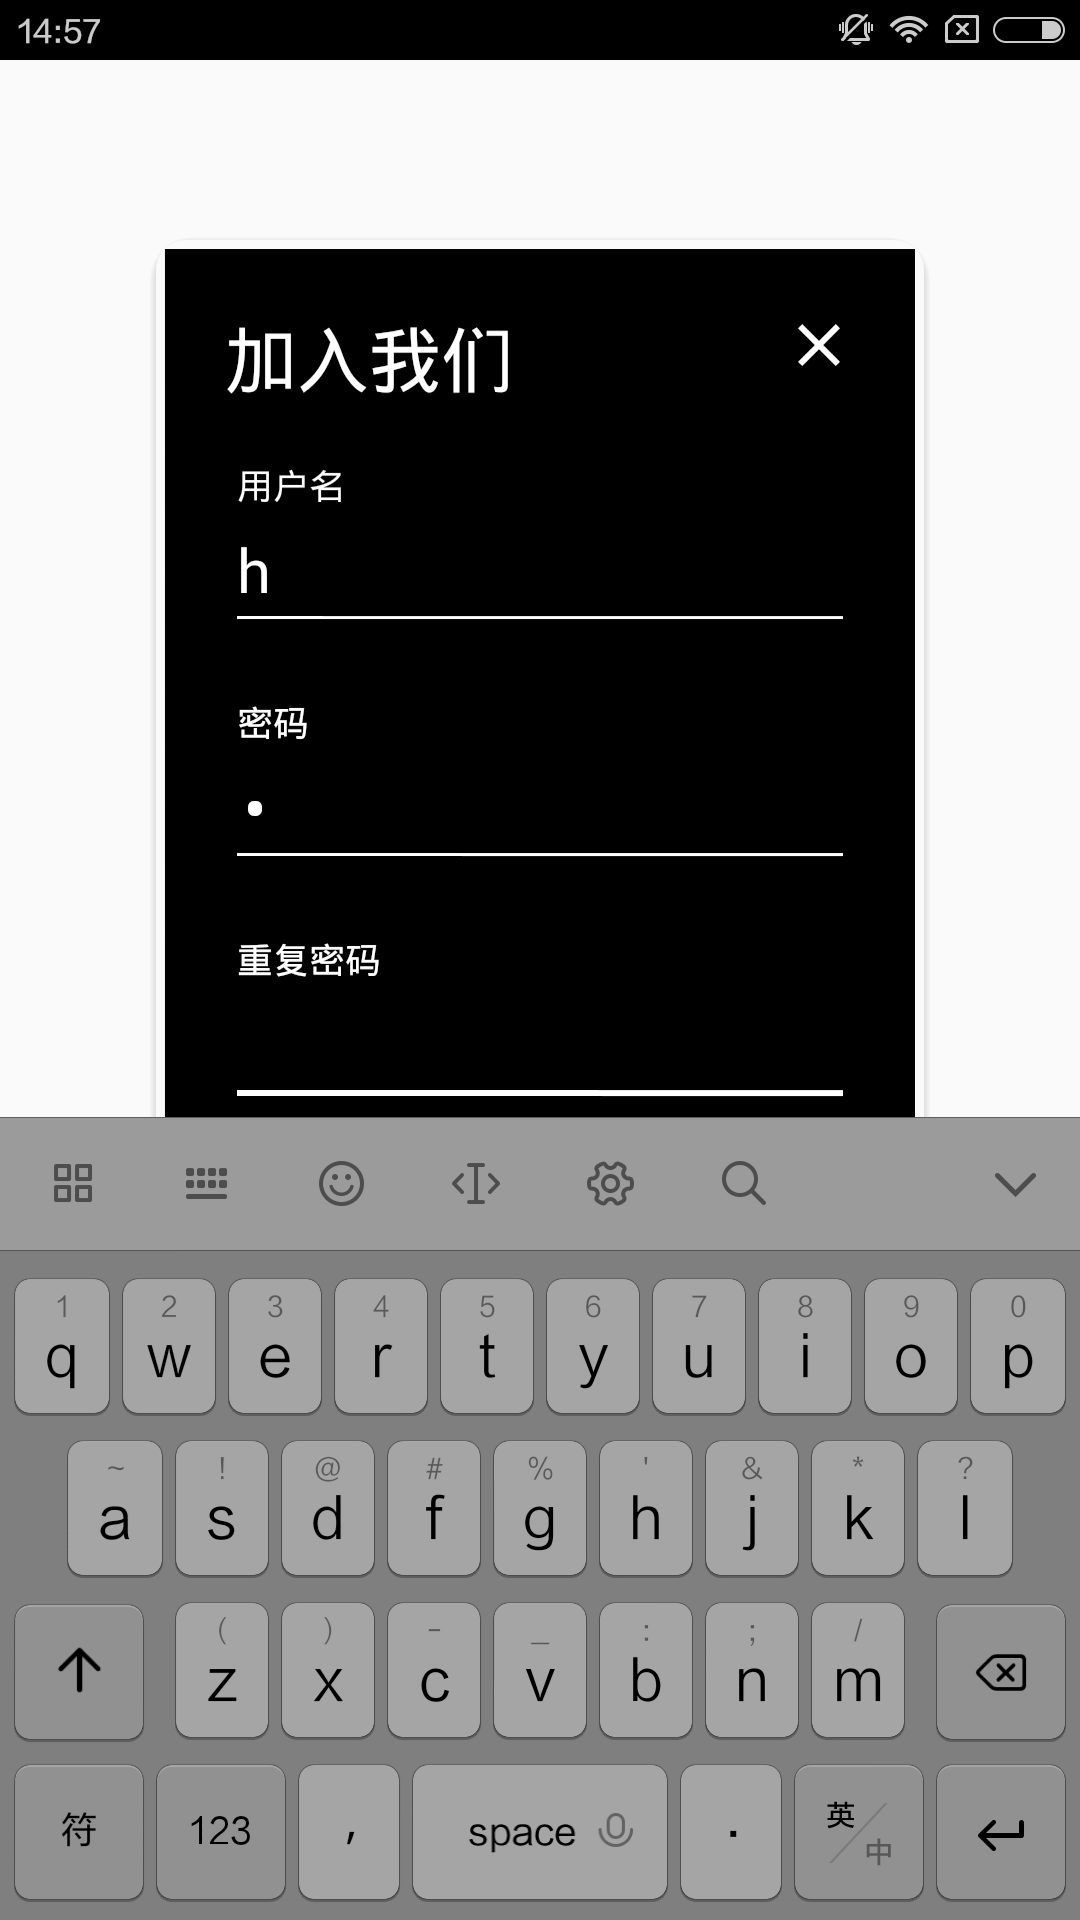 14:57
加入我们
用户名
h
密码
•
重复密码
1 2 3 4 5 6 7 8 9 0
q w e r t y u i o p
~ ! @ # % ' & * ?
a s d f g h j k l
( ) - _ : ; /
z x c v b n m
符 123 , space . 英/中